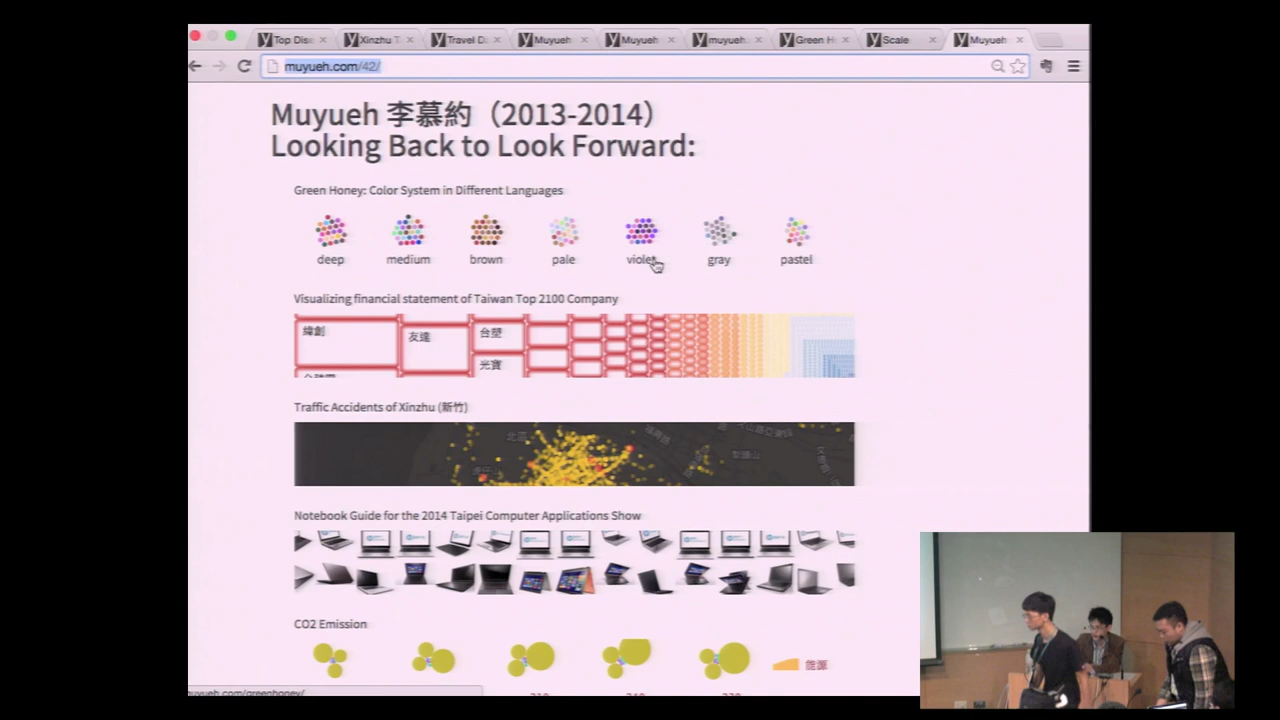 Top Dise
Xinzhu T
Travel D
Muyueh
Muyueh
muyueh.
Green H
Scale
Muyueh
muyueh.com/42/
Muyueh 李慕約（2013-2014）
Looking Back to Look Forward:
Green Honey: Color System in Different Languages
deep
medium
brown
pale
violet
gray
pastel
Visualizing financial statement of Taiwan Top 2100 Company
緯創
友達
台塑
光寶
Traffic Accidents of Xinzhu (新竹)
北區
Notebook Guide for the 2014 Taipei Computer Applications Show
CO2 Emission
能源
muyueh.com/greenhoney/